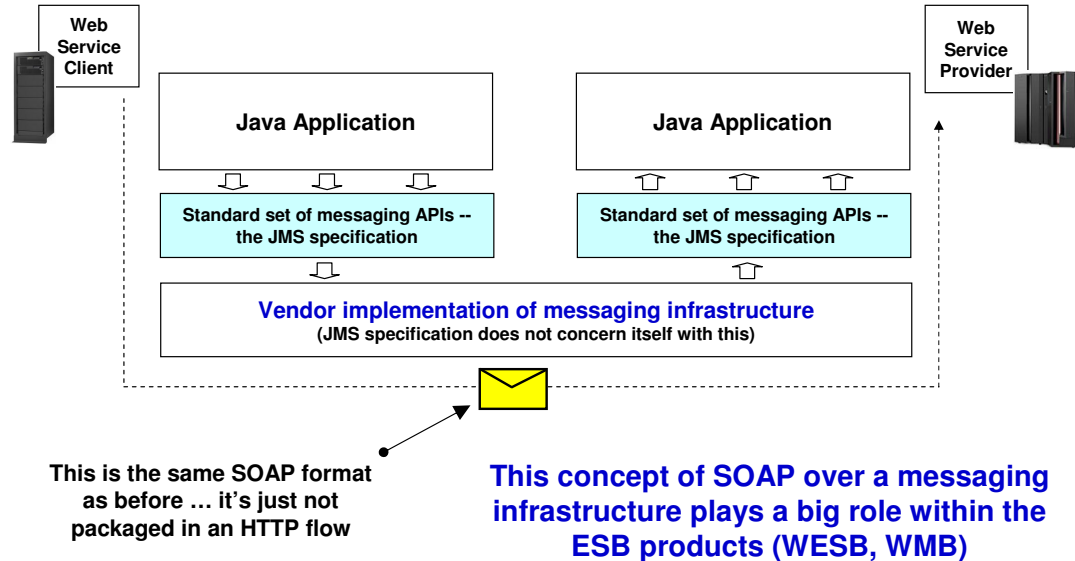 Web
Service
Client
Web
Service
Provider
Java Application
Java Application
Standard set of messaging APIs --
the JMS specification
Standard set of messaging APIs --
the JMS specification
Vendor implementation of messaging infrastructure
(JMS specification does not concern itself with this)
This is the same SOAP format
as before … it's just not
packaged in an HTTP flow
This concept of SOAP over a messaging
infrastructure plays a big role within the
ESB products (WESB, WMB)